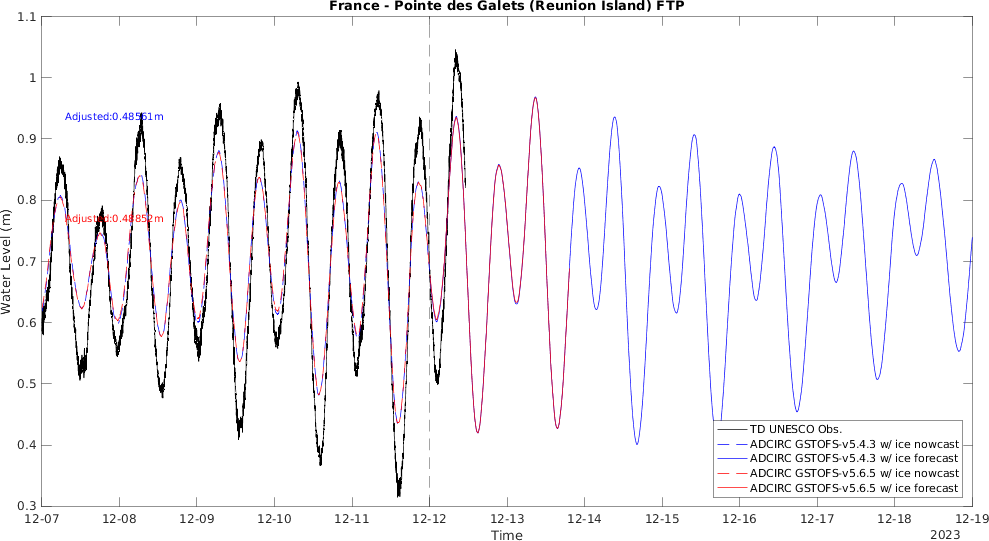 France - Pointe des Galets (Reunion Island) FTP
1.1
1
0.9
0.8
0.7
0.6
0.5
0.4
0.3
Water Level (m)
Adjusted:0.48561m
Adjusted:0.48852m
TD UNESCO Obs.
ADCIRC GSTOFS-v5.4.3 w/ ice nowcast
ADCIRC GSTOFS-v5.4.3 w/ ice forecast
ADCIRC GSTOFS-v5.6.5 w/ ice nowcast
ADCIRC GSTOFS-v5.6.5 w/ ice forecast
12-07 12-08 12-09 12-10 12-11 12-12 12-13 12-14 12-15 12-16 12-17 12-18 12-19
Time
2023